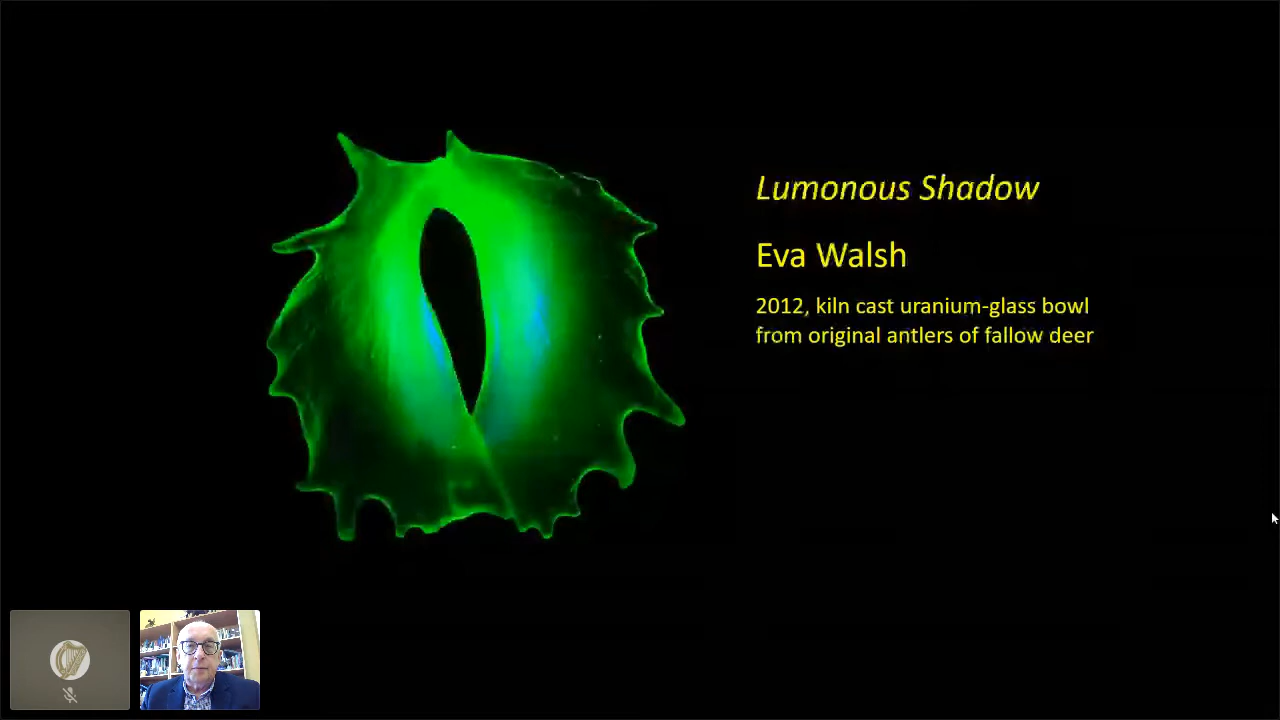 Lumonous Shadow
Eva Walsh
2012, kiln cast uranium-glass bowl
from original antlers of fallow deer